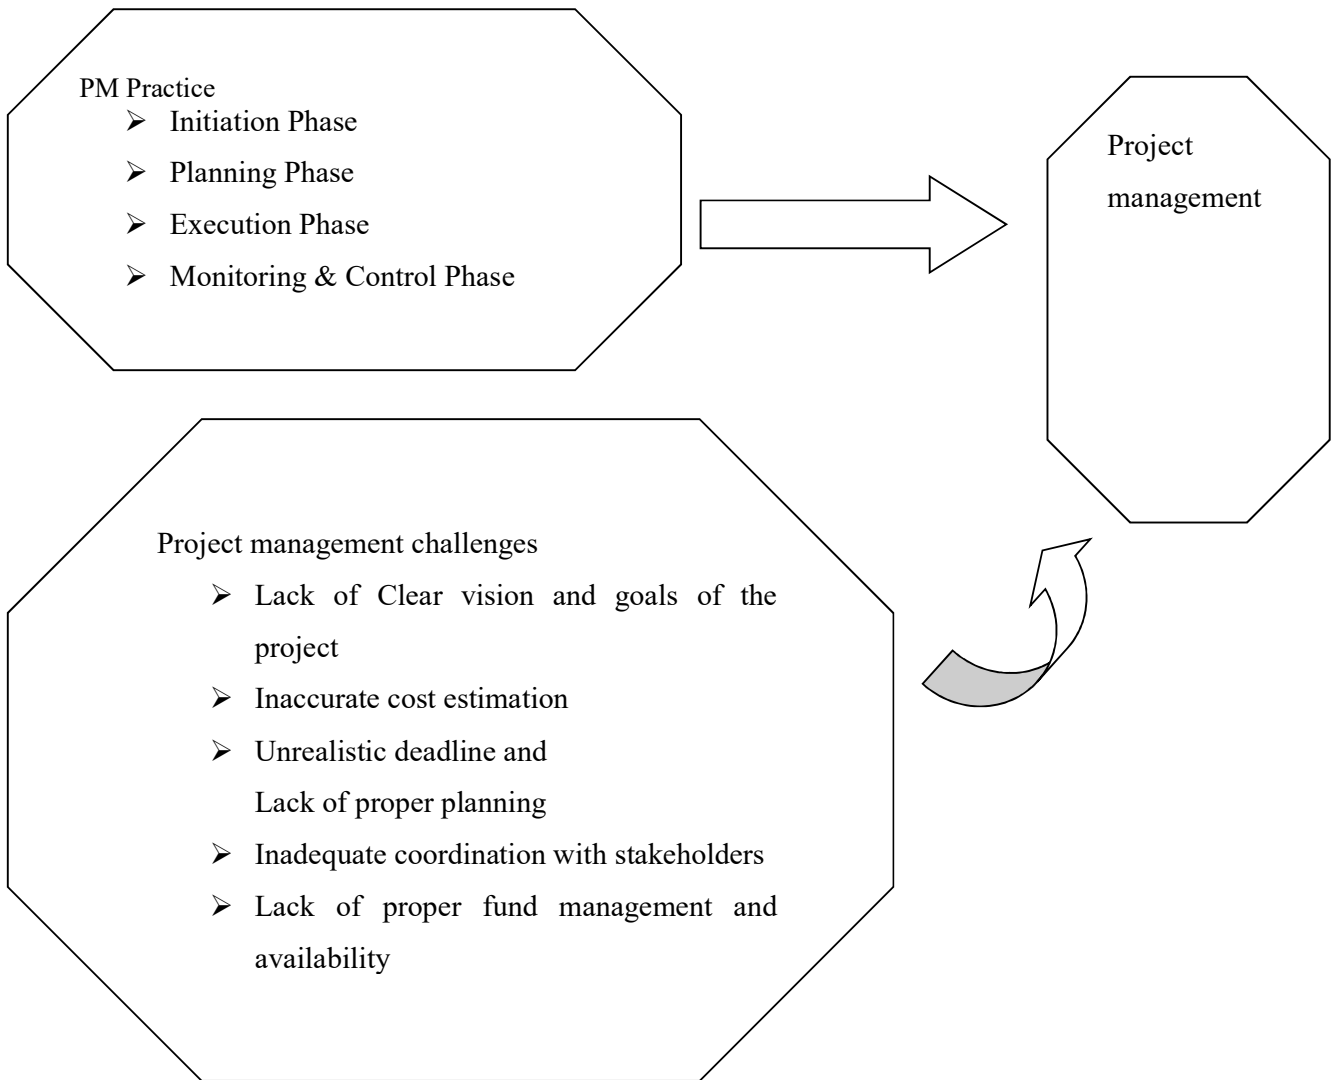 PM Practice
➢ Initiation Phase
➢ Planning Phase
➢ Execution Phase
➢ Monitoring & Control Phase
Project
management
Project management challenges
➢ Lack of Clear vision and goals of the
project
➢ Inaccurate cost estimation
➢ Unrealistic deadline and
Lack of proper planning
➢ Inadequate coordination with stakeholders
➢ Lack of proper fund management and
availability